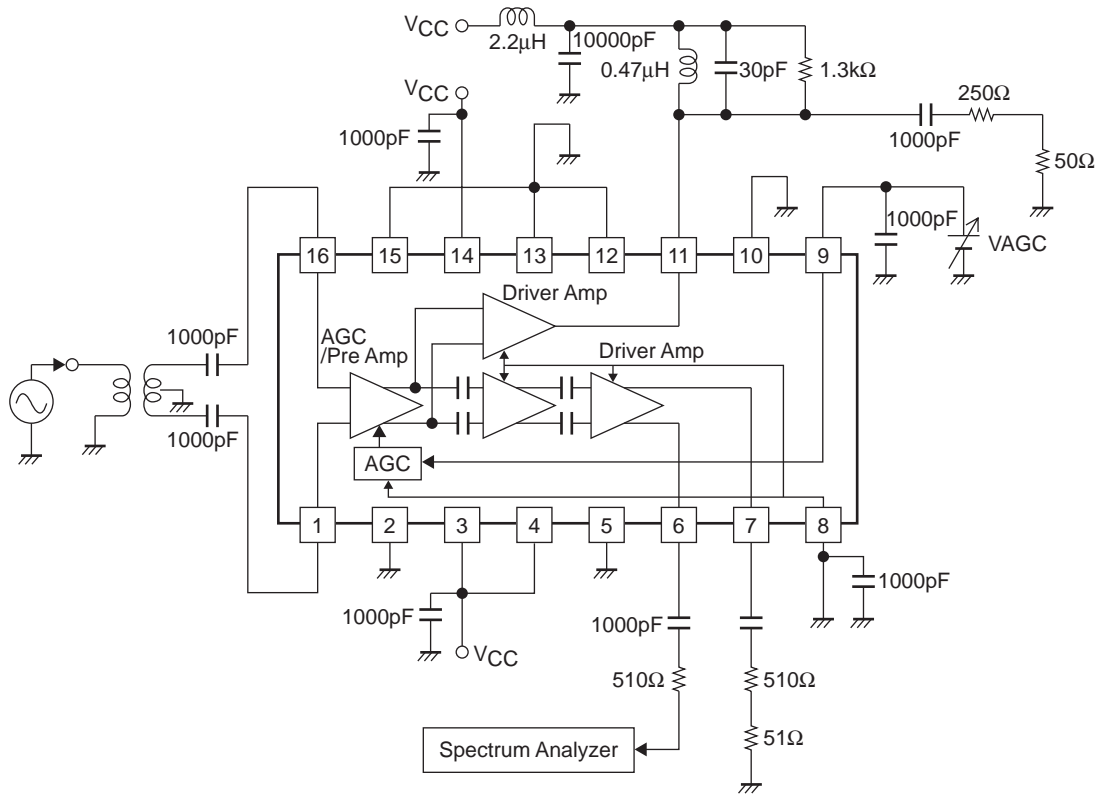 VCC
2.2μH
10000pF
0.47μH
30pF
1.3kΩ
VCC
1000pF
1000pF
250Ω
50Ω
1000pF
VAGC
16
15
14
13
12
11
10
9
Driver Amp
AGC
/Pre Amp
Driver Amp
1000pF
1000pF
AGC
1
2
3
4
5
6
7
8
1000pF
1000pF
1000pF
VCC
510Ω
510Ω
51Ω
Spectrum Analyzer